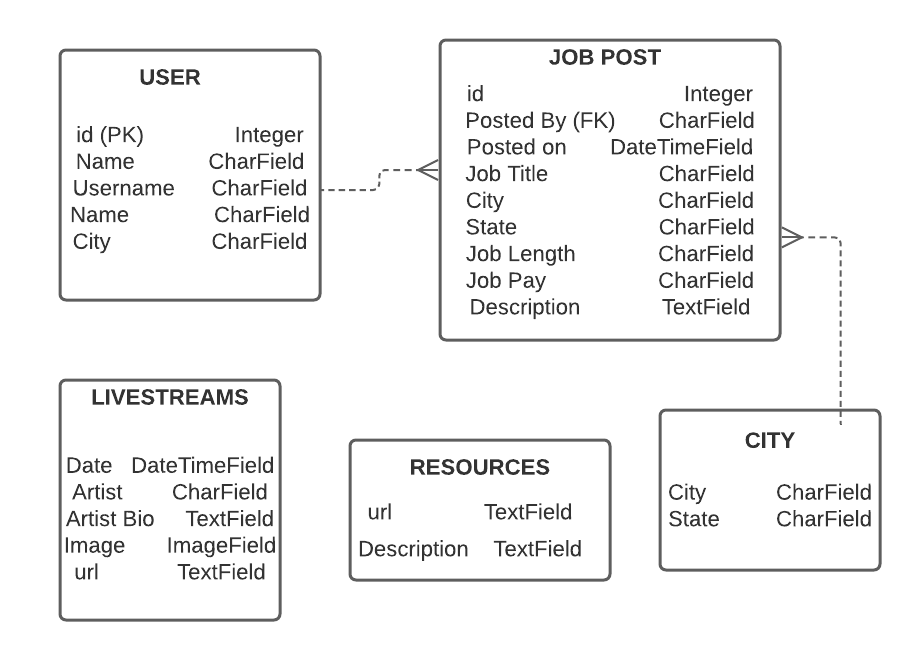 USER
id (PK) Integer
Name CharField
Username CharField
Name CharField
City CharField
JOB POST
id Integer
Posted By (FK) CharField
Posted on DateTimeField
Job Title CharField
City CharField
State CharField
Job Length CharField
Job Pay CharField
Description TextField
LIVESTREAMS
Date DateTimeField
Artist CharField
Artist Bio TextField
Image ImageField
url TextField
RESOURCES
url TextField
Description TextField
CITY
City CharField
State CharField